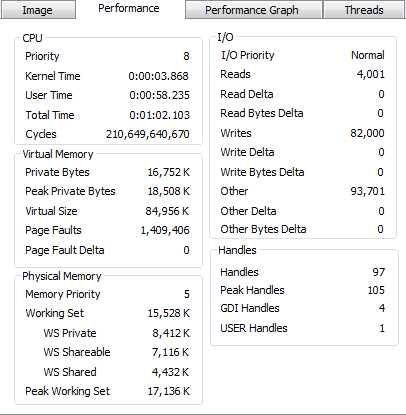 Image Performance Performance Graph Threads
CPU
Priority 8
Kernel Time 0:00:03.868
User Time 0:00:58.235
Total Time 0:01:02.103
Cycles 210,649,640,670
Virtual Memory
Private Bytes 16,752 K
Peak Private Bytes 18,508 K
Virtual Size 84,956 K
Page Faults 1,409,406
Page Fault Delta 0
Physical Memory
Memory Priority 5
Working Set 15,528 K
WS Private 8,412 K
WS Shareable 7,116 K
WS Shared 4,432 K
Peak Working Set 17,136 K
I/O
I/O Priority Normal
Reads 4,001
Read Delta 0
Read Bytes Delta 0
Writes 82,000
Write Delta 0
Write Bytes Delta 0
Other 93,701
Other Delta 0
Other Bytes Delta 0
Handles
Handles 97
Peak Handles 105
GDI Handles 4
USER Handles 1